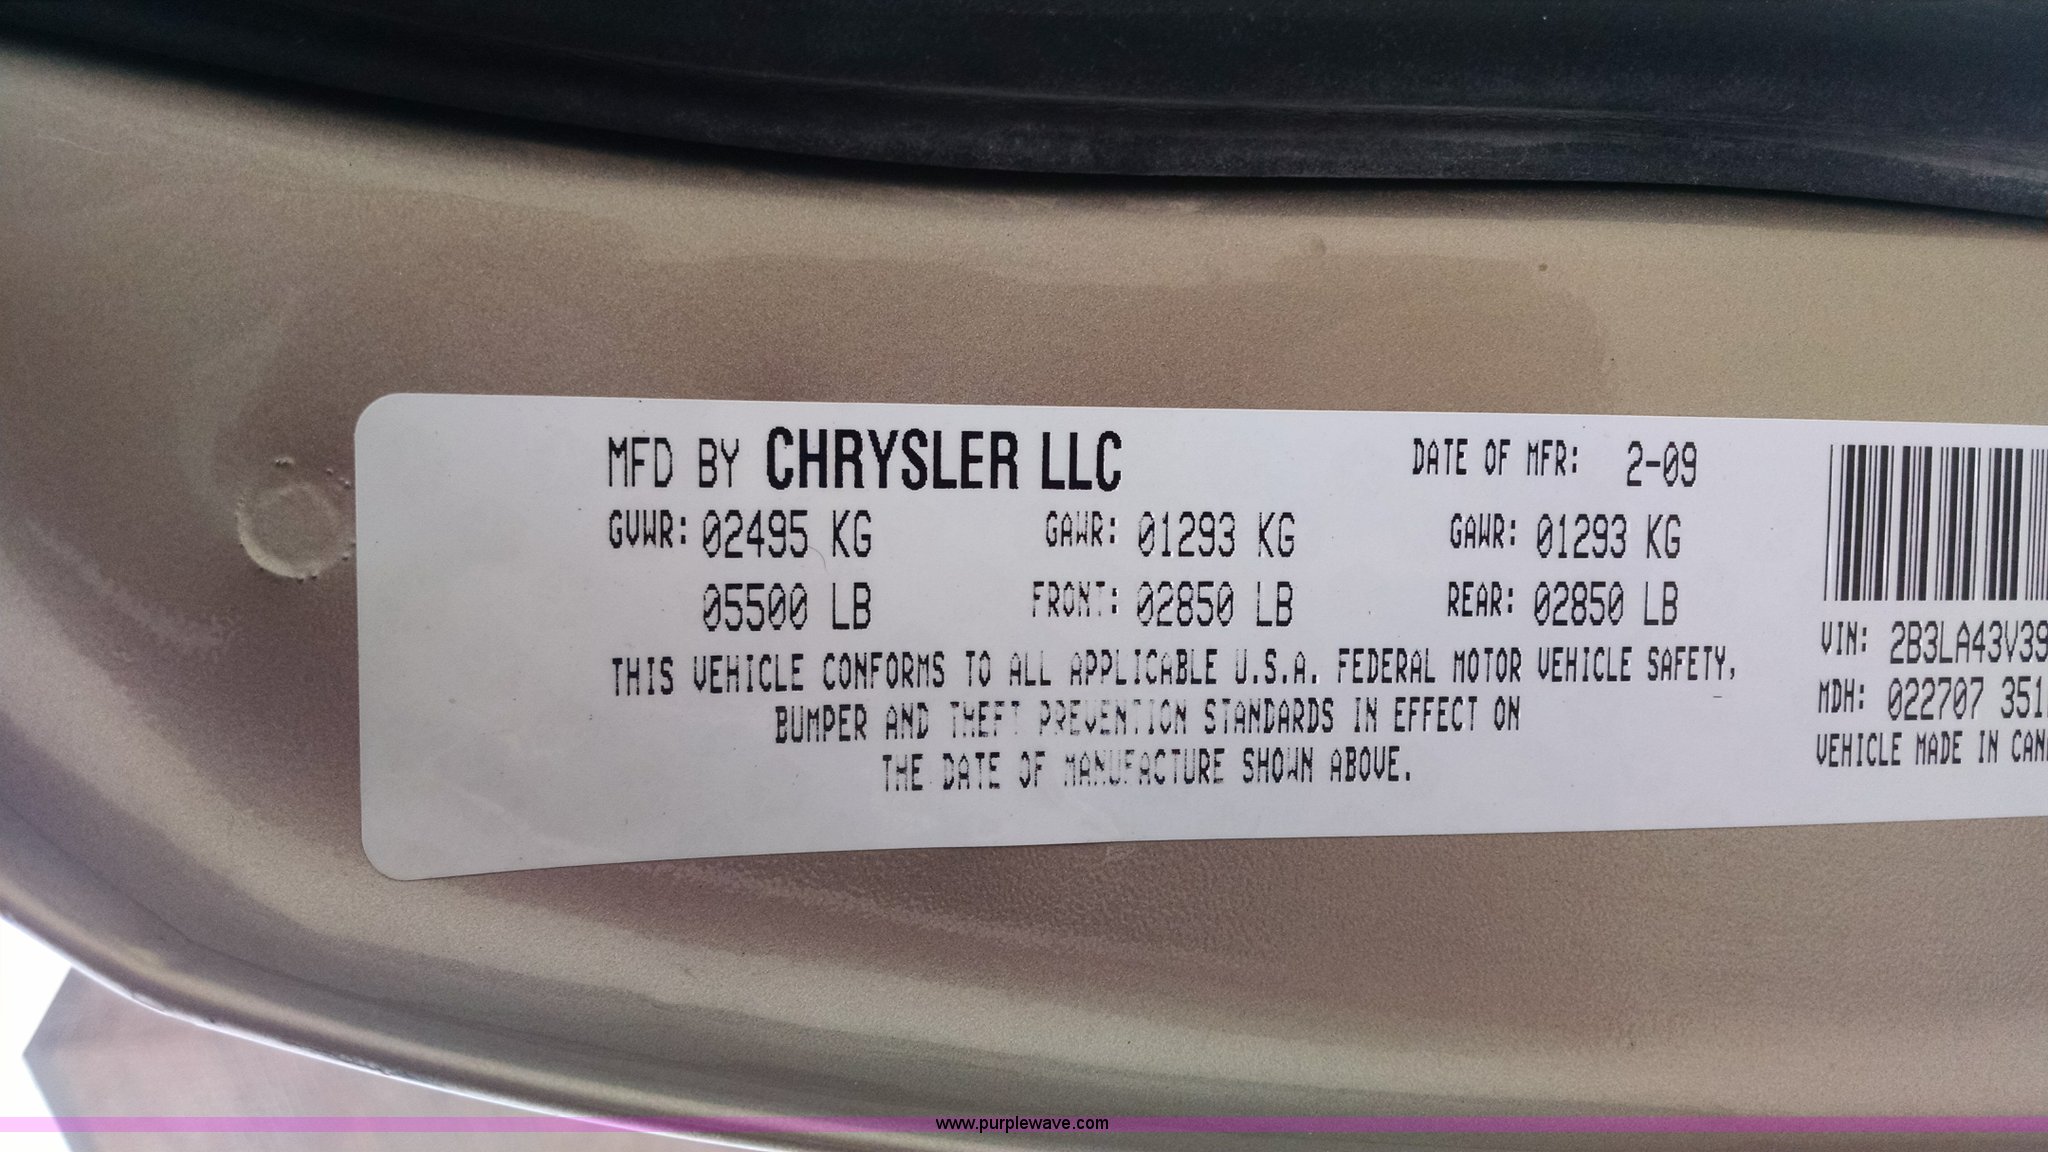 MFD BY CHRYSLER LLC DATE OF MFR: 2-09
GVWR: 02495 KG GAWR: 01293 KG GAWR: 01293 KG
05500 LB FRONT: 02850 LB REAR: 02850 LB
THIS VEHICLE CONFORMS TO ALL APPLICABLE U.S.A. FEDERAL MOTOR VEHICLE SAFETY,
BUMPER AND THEFT PREVENTION STANDARDS IN EFFECT ON
THE DATE OF MANUFACTURE SHOWN ABOVE.
VIN: 2B3LA43V39
MDH: 022707 351
VEHICLE MADE IN CAN
www.purplewave.com